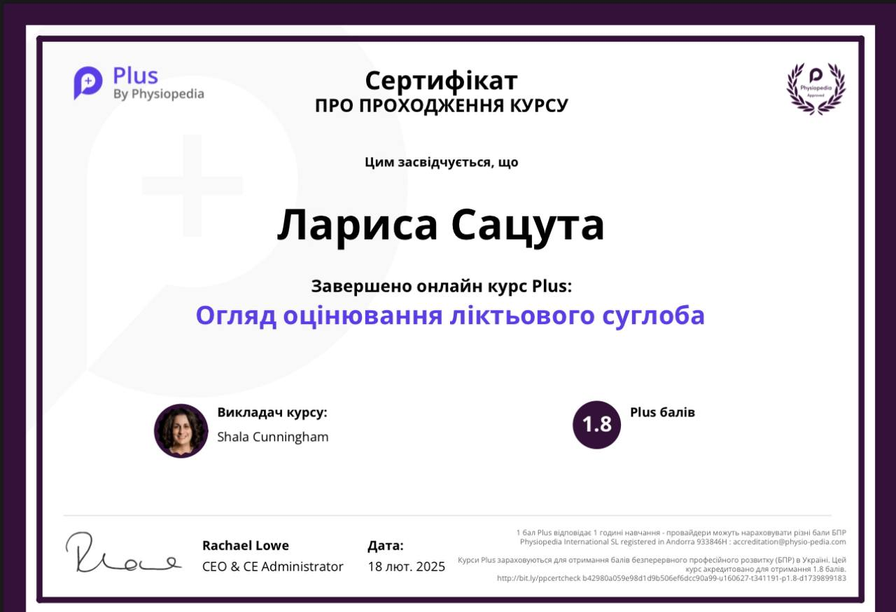 Plus
By Physiopedia
Сертифікат
ПРО ПРОХОДЖЕННЯ КУРСУ
Physiopedia
Approved
Цим засвідчується, що
Лариса Сацута
Завершено онлайн курс Plus:
Огляд оцінювання ліктьового суглоба
Викладач курсу:
Shala Cunningham
1.8
Plus балів
Rachael Lowe
CEO & CE Administrator
Дата:
18 лют. 2025
1 бал Plus відповідає 1 годині навчання - провайдери можуть нараховувати різні бали БПР
Physiopedia International SL registered in Andorra 933846H : accreditation@physio-pedia.com
Курси Plus зараховуються для отримання балів безперервного професійного розвитку (БПР) в Україні. Цей
курс акредитовано для отримання 1.8 балів.
http://bit.ly/ppcertcheck b42980a059e98d1d9b506ef6dcc90a99-u160627-t341191-p1.8-d1739899183